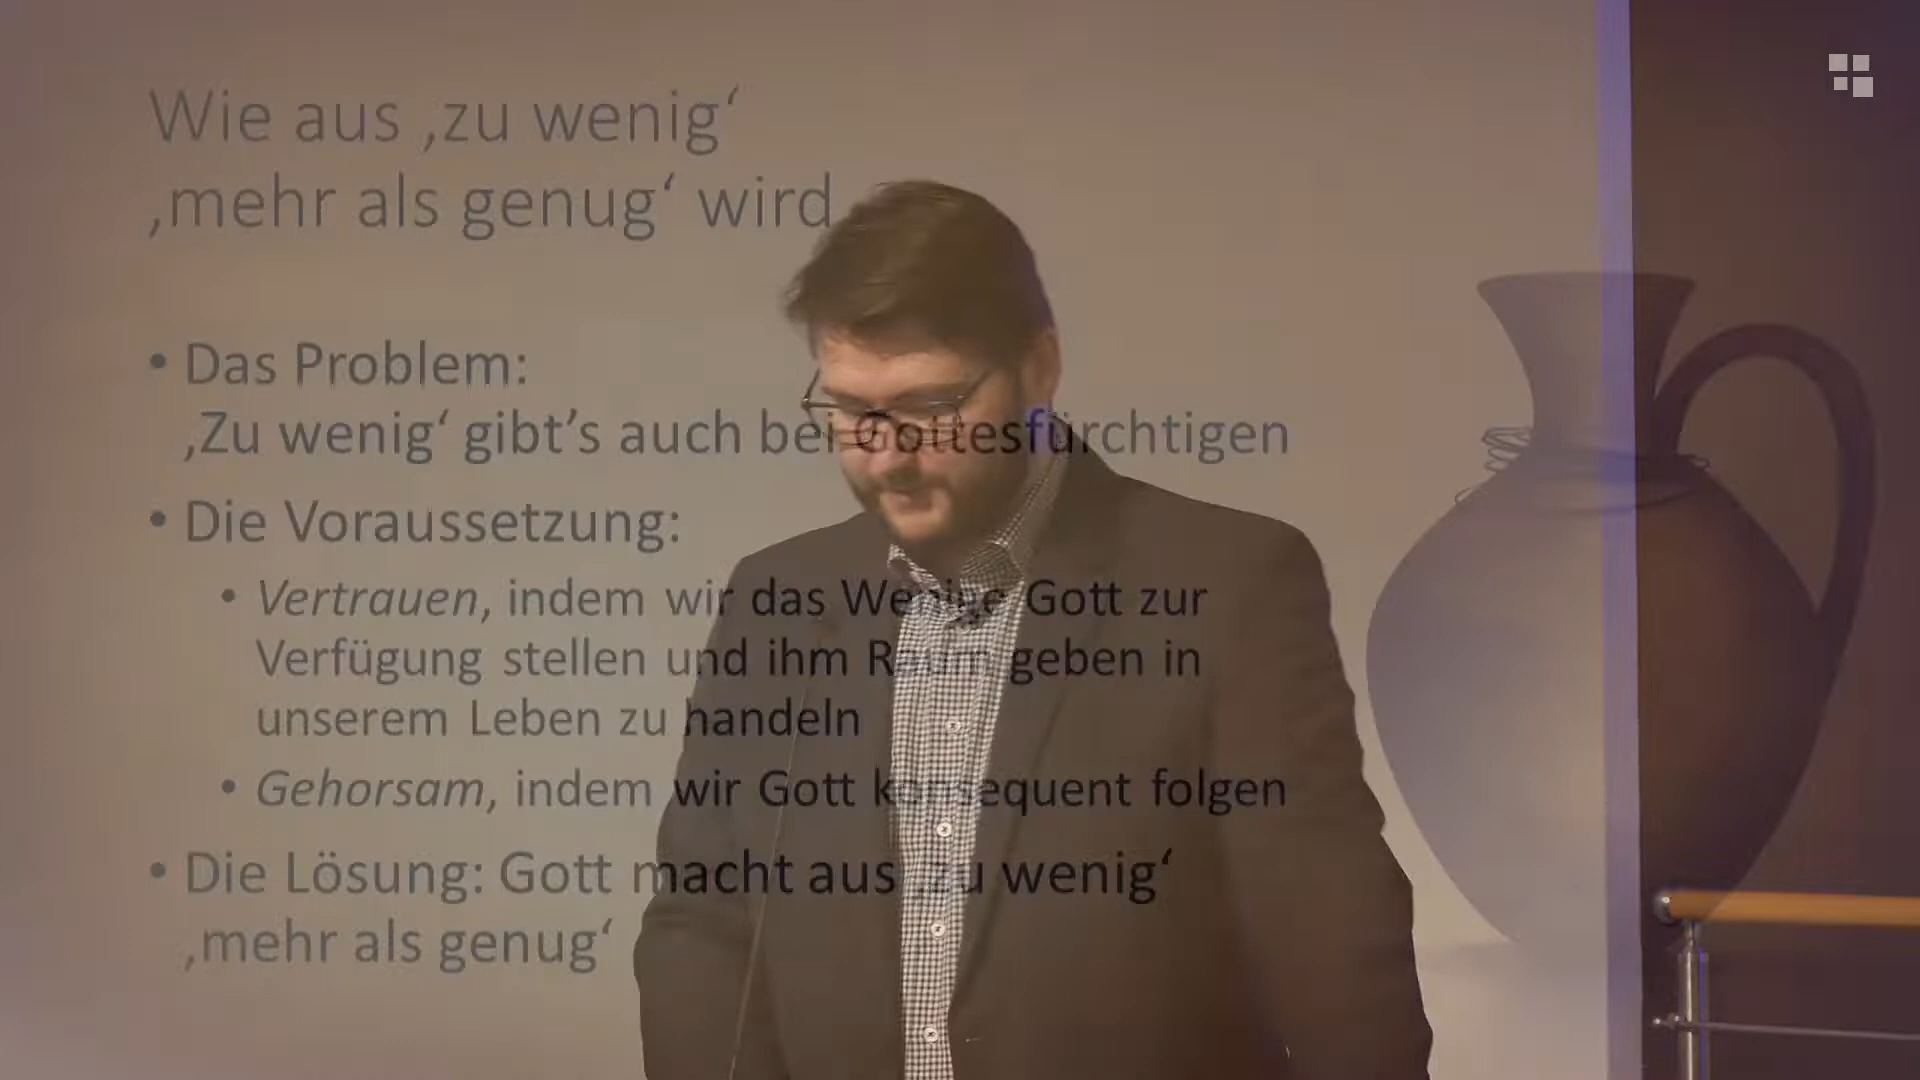 Wie aus ‚zu wenig‘
‚mehr als genug‘ wird
• Das Problem:
‚Zu wenig‘ gibt’s auch bei Gottesfürchtigen
• Die Voraussetzung:
• Vertrauen, indem wir das Wenige Gott zur
Verfügung stellen und ihm Raum geben in
unserem Leben zu handeln
• Gehorsam, indem wir Gott konsequent folgen
• Die Lösung: Gott macht aus ‚zu wenig‘
‚mehr als genug‘